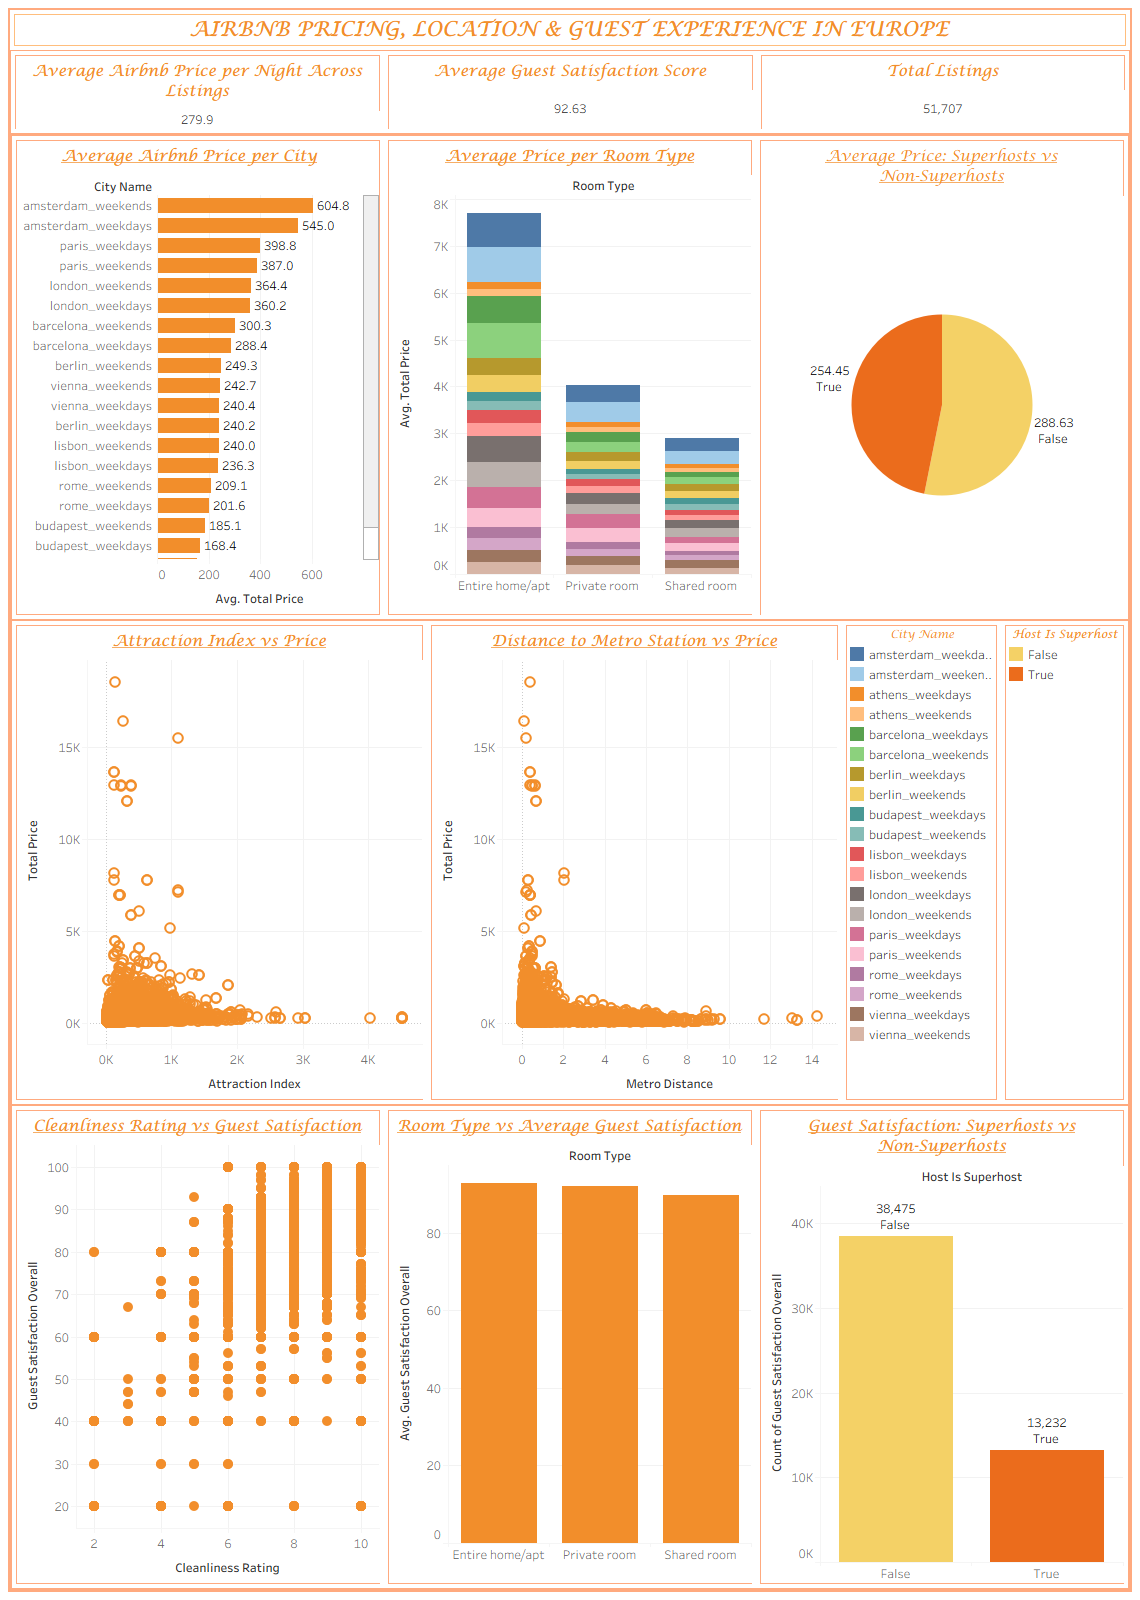 AIRBNB PRICING, LOCATION & GUEST EXPERIENCE IN EUROPE
Average Airbnb Price per Night Across
Listings
279.9
Average Guest Satisfaction Score
92.63
Total Listings
51,707
Average Airbnb Price per City
City Name
amsterdam_weekends 604.8
amsterdam_weekdays 545.0
paris_weekdays 398.8
paris_weekends 387.0
london_weekends 364.4
london_weekdays 360.2
barcelona_weekends 300.3
barcelona_weekdays 288.4
berlin_weekends 249.3
vienna_weekends 242.7
vienna_weekdays 240.4
berlin_weekdays 240.2
lisbon_weekends 240.0
lisbon_weekdays 236.3
rome_weekends 209.1
rome_weekdays 201.6
budapest_weekends 185.1
budapest_weekdays 168.4
0 200 400 600
Avg. Total Price
Average Price per Room Type
Room Type
8K
7K
6K
5K
4K
3K
2K
1K
0K
Avg. Total Price
Entire home/apt Private room Shared room
Average Price: Superhosts vs
Non-Superhosts
254.45
True
288.63
False
Attraction Index vs Price
15K
10K
5K
0K
Total Price
0K 1K 2K 3K 4K
Attraction Index
Distance to Metro Station vs Price
15K
10K
5K
0K
Total Price
0 2 4 6 8 10 12 14
Metro Distance
City Name
amsterdam_weekda..
amsterdam_weeken..
athens_weekdays
athens_weekends
barcelona_weekdays
barcelona_weekends
berlin_weekdays
berlin_weekends
budapest_weekdays
budapest_weekends
lisbon_weekdays
lisbon_weekends
london_weekdays
london_weekends
paris_weekdays
paris_weekends
rome_weekdays
rome_weekends
vienna_weekdays
vienna_weekends
Host Is Superhost
False
True
Cleanliness Rating vs Guest Satisfaction
100
90
80
70
60
50
40
30
20
Guest Satisfaction Overall
2 4 6 8 10
Cleanliness Rating
Room Type vs Average Guest Satisfaction
Room Type
80
60
40
20
0
Avg. Guest Satisfaction Overall
Entire home/apt Private room Shared room
Guest Satisfaction: Superhosts vs
Non-Superhosts
Host Is Superhost
40K
30K
20K
10K
0K
Count of Guest Satisfaction Overall
38,475
False
13,232
True
False True